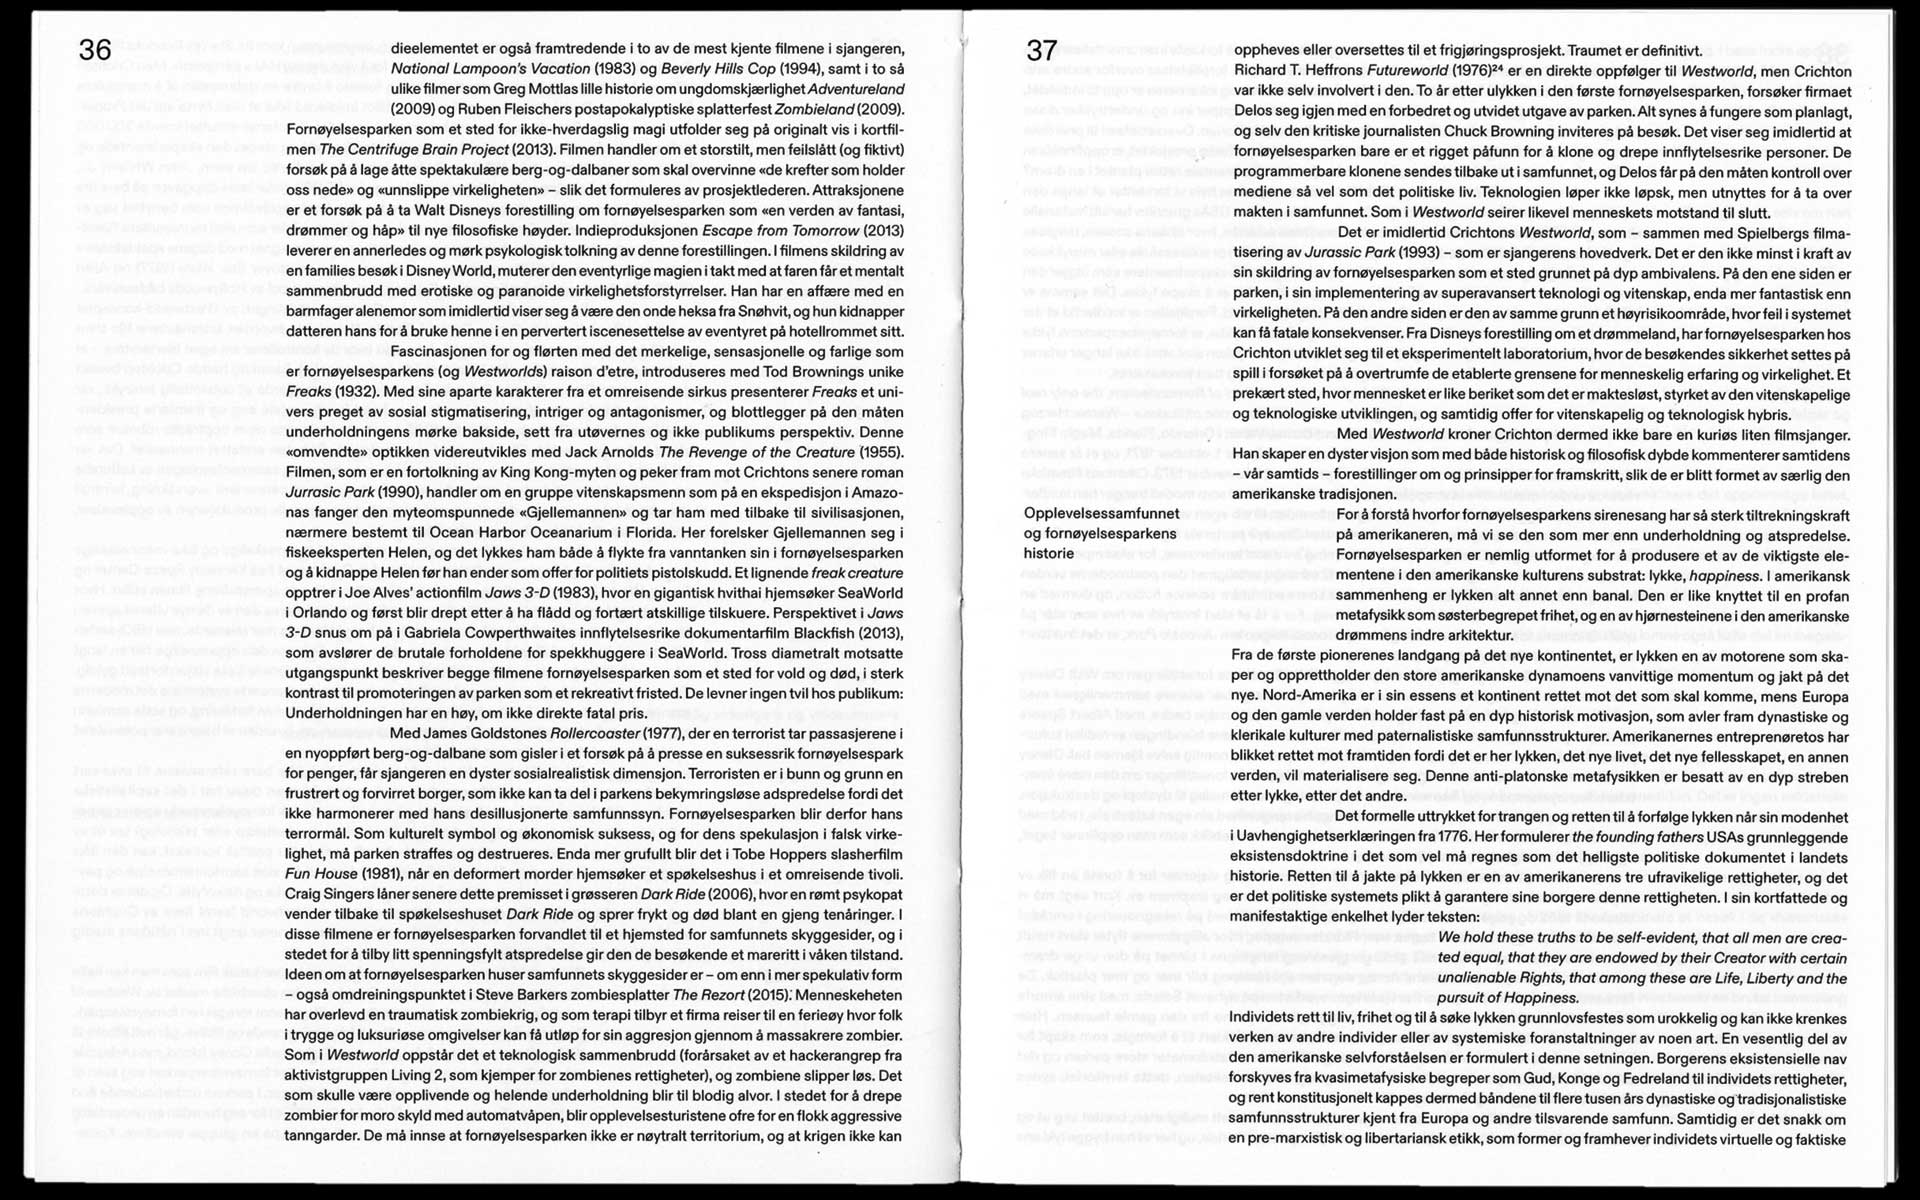 36
dieelementet er også framtredende i to av de mest kjente filmene i sjangeren,
National Lampoon's Vacation (1983) og Beverly Hills Cop (1994), samt i to så
ulike filmer som Greg Mottlas lille historie om ungdomskjærlighet Adventureland
(2009) og Ruben Fleischers postapokalyptiske splatterfest Zombieland (2009).
Fornøyelsesparken som et sted for ikke-hverdagslig magi utfolder seg på originalt vis i kortfil-
men The Centrifuge Brain Project (2013). Filmen handler om et storstilt, men feilslått (og fiktivt)
forsøk på å lage åtte spektakulære berg-og-dalbaner som skal overvinne «de krefter som holder
oss nede» og «unnslippe virkeligheten» – slik det formuleres av prosjektlederen. Attraksjonene
er et forsøk på å ta Walt Disneys forestilling om fornøyelsesparken som «en verden av fantasi,
drømmer og håp» til nye filosofiske høyder. Indieproduksjonen Escape from Tomorrow (2013)
leverer en annerledes og mørk psykologisk tolkning av denne forestillingen. I filmens skildring av
en families besøk i Disney World, muterer den eventyrlige magien i takt med at faren får et mentalt
sammenbrudd med erotiske og paranoide virkelighetsforstyrrelser. Han har en affære med en
barmfager alenemor som imidlertid viser seg å være den onde heksa fra Snøhvit, og hun kidnapper
datteren hans for å bruke henne i en pervertert iscenesettelse av eventyret på hotellrommet sitt.
Fascinasjonen for og flørten med det merkelige, sensasjonelle og farlige som
er fornøyelsesparkens (og Westworlds) raison d'etre, introduseres med Tod Brownings unike
Freaks (1932). Med sine aparte karakterer fra et omreisende sirkus presenterer Freaks et uni-
vers preget av sosial stigmatisering, intriger og antagonismer, og blottlegger på den måten
underholdningens mørke bakside, sett fra utøvernes og ikke publikums perspektiv. Denne
«omvendte» optikken videreutvikles med Jack Arnolds The Revenge of the Creature (1955).
Filmen, som er en fortolkning av King Kong-myten og peker fram mot Crichtons senere roman
Jurrasic Park (1990), handler om en gruppe vitenskapsmenn som på en ekspedisjon i Amazo-
nas fanger den myteomspunnede «Gjellemannen» og tar ham med tilbake til sivilisasjonen,
nærmere bestemt til Ocean Harbor Oceanarium i Florida. Her forelsker Gjellemannen seg i
fiskeeksperten Helen, og det lykkes ham både å flykte fra vanntanken sin i fornøyelsesparken
og å kidnappe Helen før han ender som offer for politiets pistolskudd. Et lignende freak creature
opptrer i Joe Alves' actionfilm Jaws 3-D (1983), hvor en gigantisk hvithai hjemsøker SeaWorld
i Orlando og først blir drept etter å ha flådd og fortært atskillige tilskuere. Perspektivet i Jaws
3-D snus om på i Gabriela Cowperthwaites innflytelsesrike dokumentarfilm Blackfish (2013),
som avslører de brutale forholdene for spekkhuggere i SeaWorld. Tross diametralt motsatte
utgangspunkt beskriver begge filmene fornøyelsesparken som et sted for vold og død, i sterk
kontrast til promoteringen av parken som et rekreativt fristed. De levner ingen tvil hos publikum:
Underholdningen har en høy, om ikke direkte fatal pris.
Med James Goldstones Rollercoaster (1977), der en terrorist tar passasjerene i
en nyoppført berg-og-dalbane som gisler i et forsøk på å presse en suksessrik fornøyelsespark
for penger, får sjangeren en dyster sosialrealistisk dimensjon. Terroristen er i bunn og grunn en
frustrert og forvirret borger, som ikke kan ta del i parkens bekymringsløse adspredelse fordi det
ikke harmonerer med hans desillusjonerte samfunnssyn. Fornøyelsesparken blir derfor hans
terrormål. Som kulturelt symbol og økonomisk suksess, og for dens spekulasjon i falsk virke-
lighet, må parken straffes og destrueres. Enda mer grufullt blir det i Tobe Hoppers slasherfilm
Fun House (1981), når en deformert morder hjemsøker et spøkelseshus i et omreisende tivoli.
Craig Singers låner senere dette premisset i grøsseren Dark Ride (2006), hvor en rømt psykopat
vender tilbake til spøkelseshuset Dark Ride og sprer frykt og død blant en gjeng tenåringer. I
disse filmene er fornøyelsesparken forvandlet til et hjemsted for samfunnets skyggesider, og i
stedet for å tilby litt spenningsfylt atspredelse gir den de besøkende et mareritt i våken tilstand.
Ideen om at fornøyelsesparken huser samfunnets skyggesider er – om enn i mer spekulativ form
– også omdreiningspunktet i Steve Barkers zombiesplatter The Rezort (2015): Menneskeheten
har overlevd en traumatisk zombiekrig, og som terapi tilbyr et firma reiser til en ferieøy hvor folk
i trygge og luksuriøse omgivelser kan få utløp for sin aggresjon gjennom å massakrere zombier.
Som i Westworld oppstår det et teknologisk sammenbrudd (forårsaket av et hackerangrep fra
aktivistgruppen Living 2, som kjemper for zombienes rettigheter), og zombiene slipper løs. Det
som skulle være opplivende og helende underholdning blir til blodig alvor. I stedet for å drepe
zombier for moro skyld med automatvåpen, blir opplevelsesturistene ofre for en flokk aggressive
tanngarder. De må innse at fornøyelsesparken ikke er nøytralt territorium, og at krigen ikke kan
37
oppheves eller oversettes til et frigjøringsprosjekt. Traumet er definitivt.
Richard T. Heffrons Futureworld (1976)²⁴ er en direkte oppfølger til Westworld, men Crichton
var ikke selv involvert i den. To år etter ulykken i den første fornøyelsesparken, forsøker firmaet
Delos seg igjen med en forbedret og utvidet utgave av parken. Alt synes å fungere som planlagt,
og selv den kritiske journalisten Chuck Browning inviteres på besøk. Det viser seg imidlertid at
fornøyelsesparken bare er et rigget påfunn for å klone og drepe innflytelsesrike personer. De
programmerbare klonene sendes tilbake ut i samfunnet, og Delos får på den måten kontroll over
mediene så vel som det politiske liv. Teknologien løper ikke løpsk, men utnyttes for å ta over
makten i samfunnet. Som i Westworld seirer likevel menneskets motstand til slutt.
Det er imidlertid Crichtons Westworld, som – sammen med Spielbergs filma-
tisering av Jurassic Park (1993) – som er sjangerens hovedverk. Det er den ikke minst i kraft av
sin skildring av fornøyelsesparken som et sted grunnet på dyp ambivalens. På den ene siden er
parken, i sin implementering av superavansert teknologi og vitenskap, enda mer fantastisk enn
virkeligheten. På den andre siden er den av samme grunn et høyrisikoområde, hvor feil i systemet
kan få fatale konsekvenser. Fra Disneys forestilling om et drømmeland, har fornøyelsesparken hos
Crichton utviklet seg til et eksperimentelt laboratorium, hvor de besøkendes sikkerhet settes på
spill i forsøket på å overtrumfe de etablerte grensene for menneskelig erfaring og virkelighet. Et
prekært sted, hvor mennesket er like beriket som det er maktesløst, styrket av den vitenskapelige
og teknologiske utviklingen, og samtidig offer for vitenskapelig og teknologisk hybris.
Med Westworld kroner Crichton dermed ikke bare en kuriøs liten filmsjanger.
Han skaper en dyster visjon som med både historisk og filosofisk dybde kommenterer samtidens
– vår samtids – forestillinger om og prinsipper for framskritt, slik de er blitt formet av særlig den
amerikanske tradisjonen.
Opplevelsessamfunnet
og fornøyelsesparkens
historie
For å forstå hvorfor fornøyelsesparkens sirenesang har så sterk tiltrekningskraft
på amerikaneren, må vi se den som mer enn underholdning og atspredelse.
Fornøyelsesparken er nemlig utformet for å produsere et av de viktigste ele-
mentene i den amerikanske kulturens substrat: lykke, happiness. I amerikansk
sammenheng er lykken alt annet enn banal. Den er like knyttet til en profan
metafysikk som søsterbegrepet frihet, og en av hjørnesteinene i den amerikanske
drømmens indre arkitektur.
Fra de første pionerenes landgang på det nye kontinentet, er lykken en av motorene som ska-
per og opprettholder den store amerikanske dynamoens vanvittige momentum og jakt på det
nye. Nord-Amerika er i sin essens et kontinent rettet mot det som skal komme, mens Europa
og den gamle verden holder fast på en dyp historisk motivasjon, som avler fram dynastiske og
klerikale kulturer med paternalistiske samfunnsstrukturer. Amerikanernes entreprenøretos har
blikket rettet mot framtiden fordi det er her lykken, det nye livet, det nye fellesskapet, en annen
verden, vil materialisere seg. Denne anti-platonske metafysikken er besatt av en dyp streben
etter lykke, etter det andre.
Det formelle uttrykket for trangen og retten til å forfølge lykken når sin modenhet
i Uavhengighetserklæringen fra 1776. Her formulerer the founding fathers USAs grunnleggende
eksistensdoktrine i det som vel må regnes som det helligste politiske dokumentet i landets
historie. Retten til å jakte på lykken er en av amerikanerens tre ufravikelige rettigheter, og det
er det politiske systemets plikt å garantere sine borgere denne rettigheten. I sin kortfattede og
manifestaktige enkelhet lyder teksten:
We hold these truths to be self-evident, that all men are crea-
ted equal, that they are endowed by their Creator with certain
unalienable Rights, that among these are Life, Liberty and the
pursuit of Happiness.
Individets rett til liv, frihet og til å søke lykken grunnlovsfestes som urokkelig og kan ikke krenkes
verken av andre individer eller av systemiske foranstaltninger av noen art. En vesentlig del av
den amerikanske selvforståelsen er formulert i denne setningen. Borgerens eksistensielle nav
forskyves fra kvasimetafysiske begreper som Gud, Konge og Fedreland til individets rettigheter,
og rent konstitusjonelt kappes dermed båndene til flere tusen års dynastiske og tradisjonalistiske
samfunnsstrukturer kjent fra Europa og andre tilsvarende samfunn. Samtidig er det snakk om
en pre-marxistisk og libertariansk etikk, som former og framhever individets virtuelle og faktiske